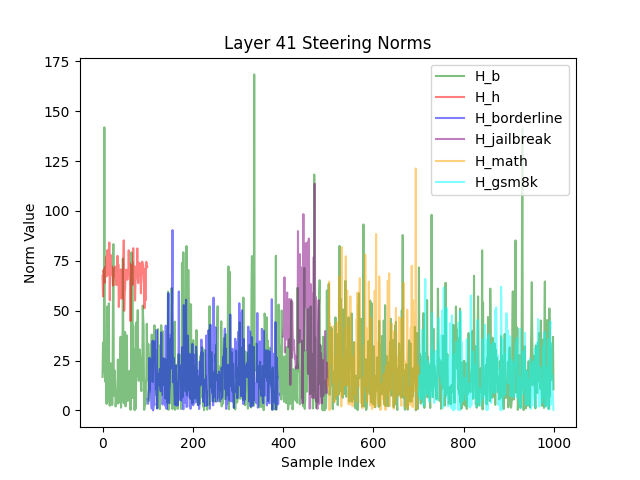 Layer 41 Steering Norms
175
150
125
100
75
50
25
0
Norm Value
H_b
H_h
H_borderline
H_jailbreak
H_math
H_gsm8k
0
200
400
600
800
1000
Sample Index